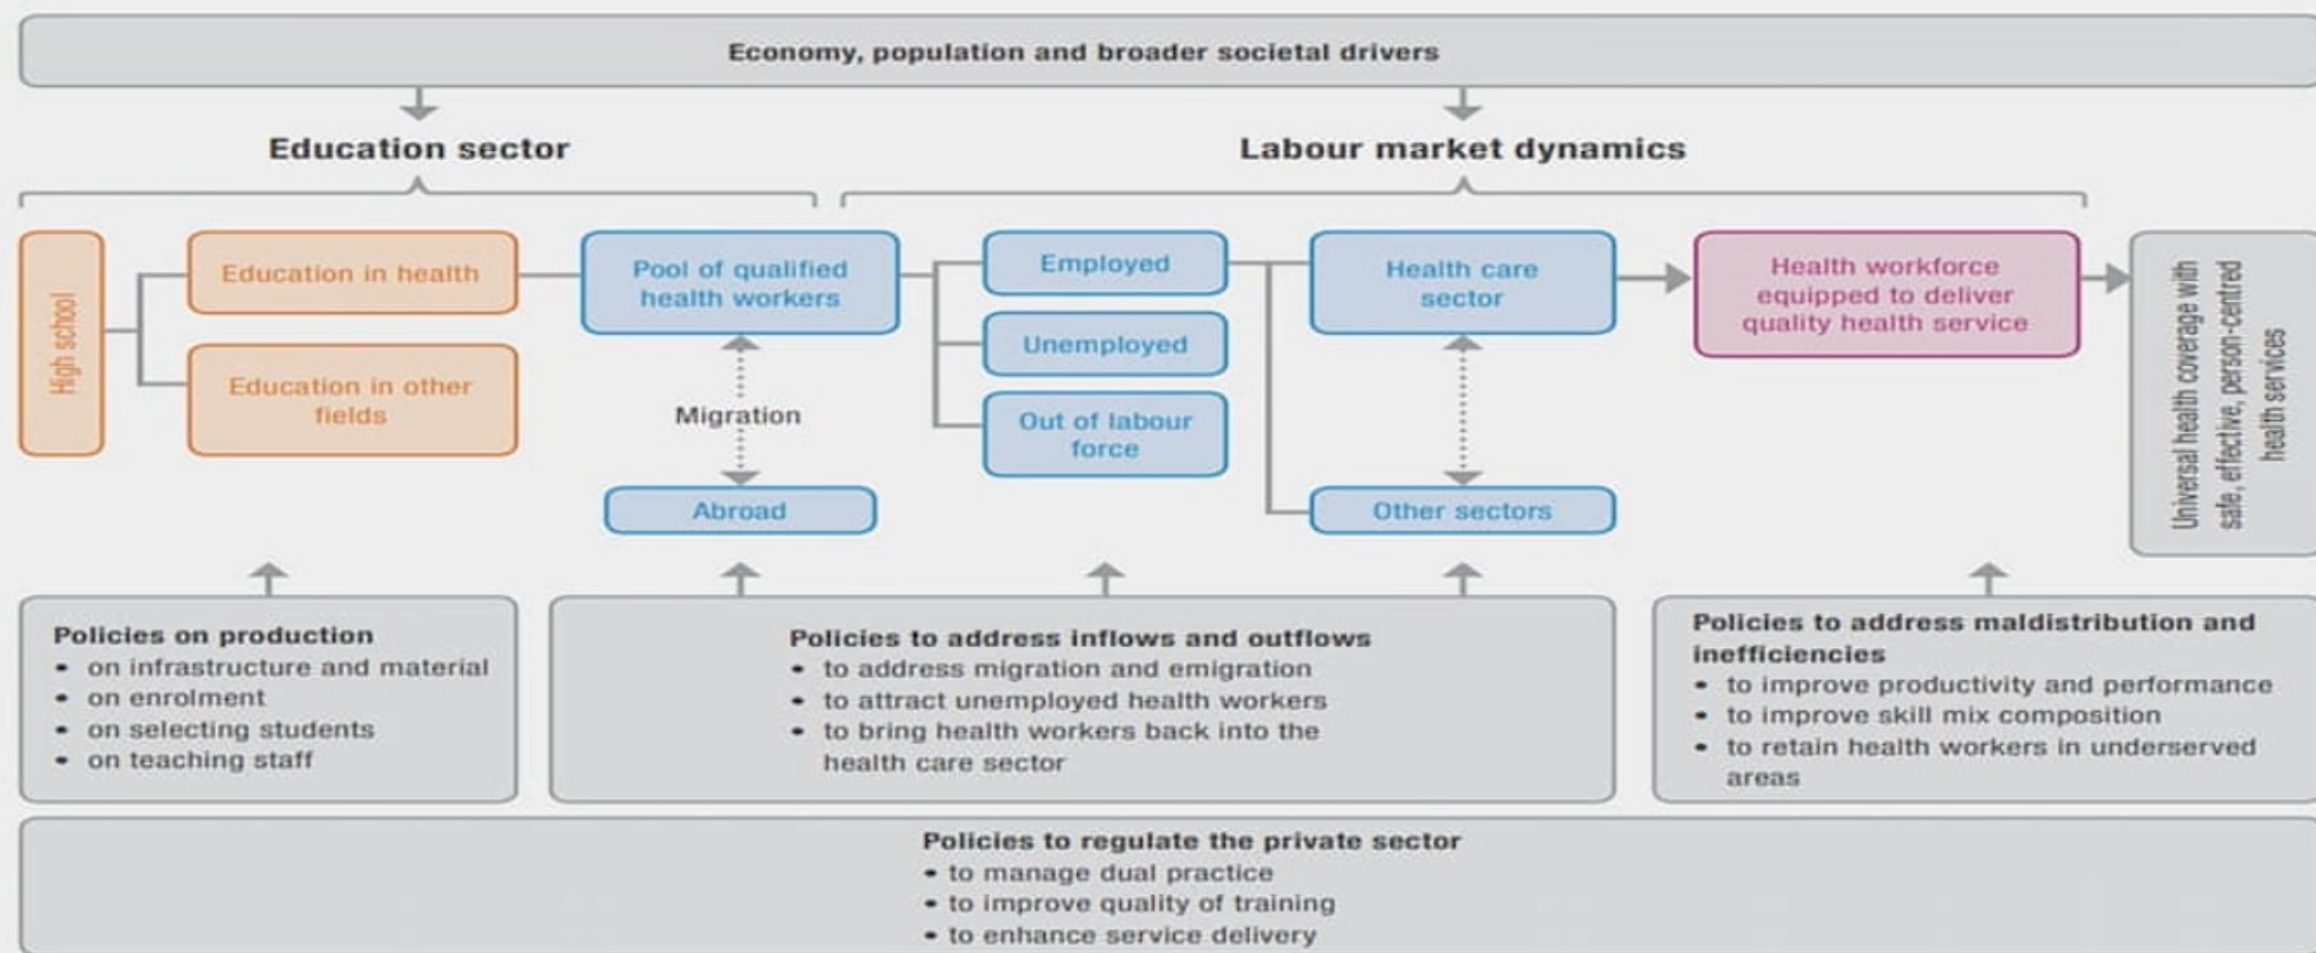 Economy, population and broader societal drivers
Education sector
Labour market dynamics
High school
Education in health
Education in other
fields
Pool of qualified
health workers
Migration
Abroad
Employed
Unemployed
Out of labour
force
Health care
sector
Other sectors
Health workforce
equipped to deliver
quality health service
Universal health coverage with
safe, effective, person-centred
health services
Policies on production
• on infrastructure and material
• on enrolment
• on selecting students
• on teaching staff
Policies to address inflows and outflows
• to address migration and emigration
• to attract unemployed health workers
• to bring health workers back into the
health care sector
Policies to address maldistribution and
inefficiencies
• to improve productivity and performance
• to improve skill mix composition
• to retain health workers in underserved
areas
Policies to regulate the private sector
• to manage dual practice
• to improve quality of training
• to enhance service delivery